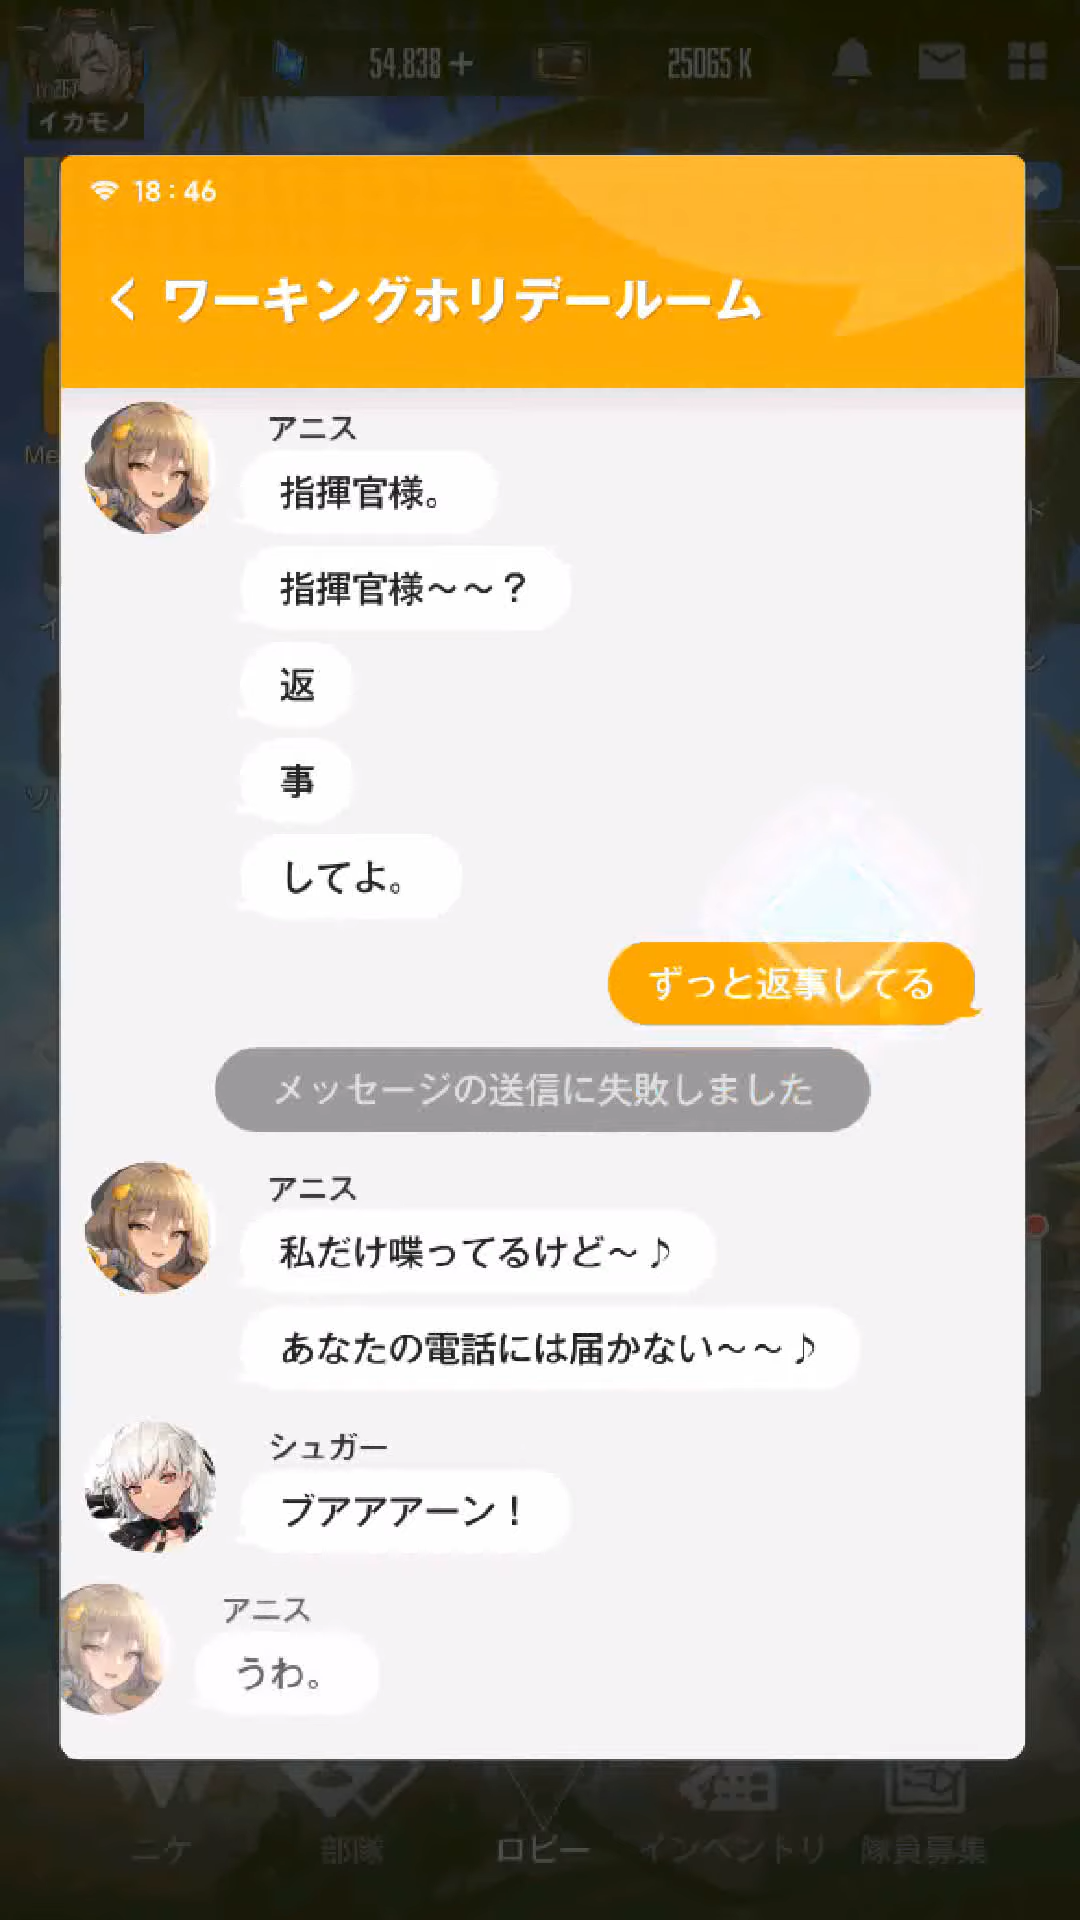 LV.267
54,838
25065 K
イカモノ
18:46
ワーキングホリデールーム
アニス
指揮官様。
指揮官様～～？
返
事
してよ。
ずっと返事してる
メッセージの送信に失敗しました
アニス
私だけ喋ってるけど～♪
あなたの電話には届かない～～♪
シュガー
ブアアアーン！
アニス
うわ。
ニケ
部隊
ロビー
インベントリ
隊員募集